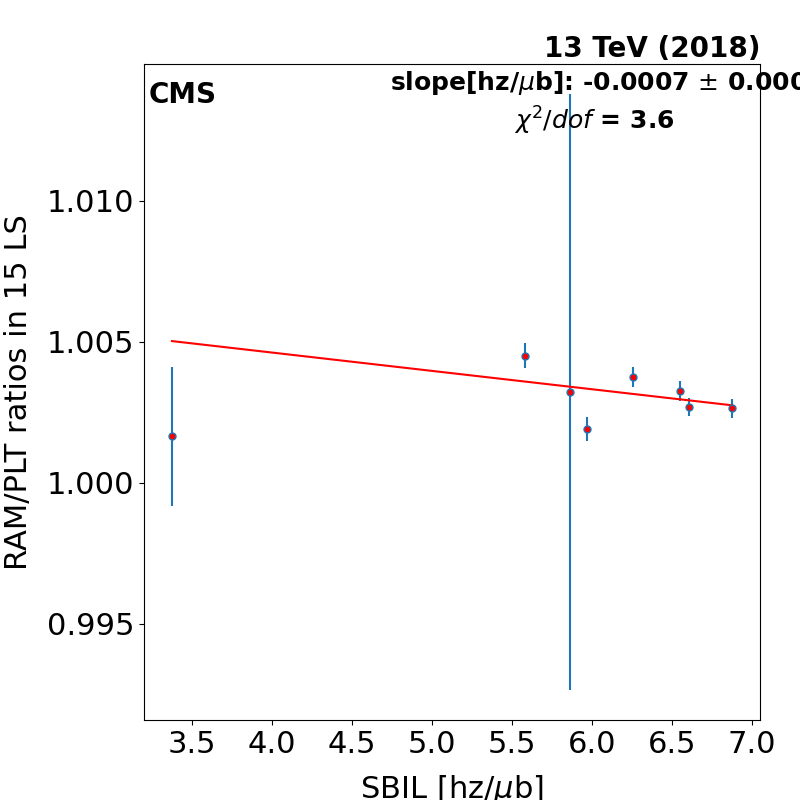 13 TeV (2018)
CMS
slope[hz/μb]: -0.0007 ± 0.000
χ²/dof = 3.6
RAM/PLT ratios in 15 LS
1.010
1.005
1.000
0.995
3.5 4.0 4.5 5.0 5.5 6.0 6.5 7.0
SBIL [hz/μb]